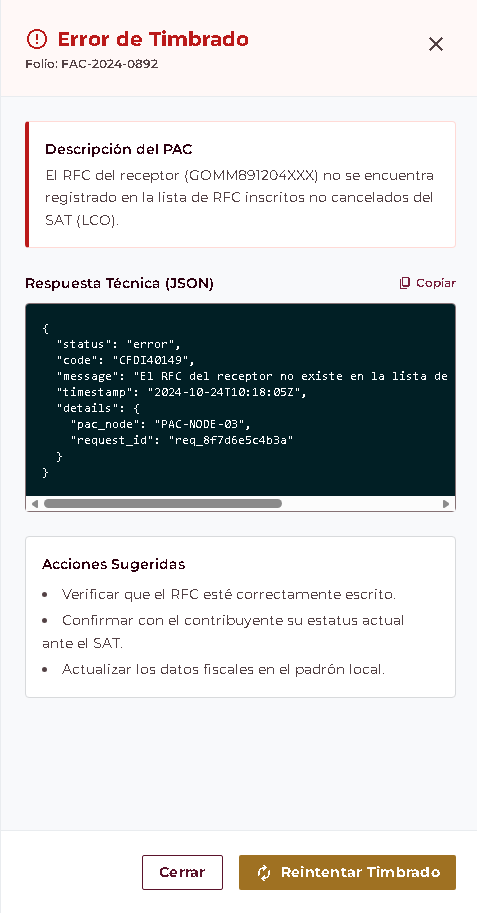 Error de Timbrado
Folio: FAC-2024-0892
Descripción del PAC
El RFC del receptor (GOMM891204XXX) no se encuentra
registrado en la lista de RFC inscritos no cancelados del
SAT (LCO).
Respuesta Técnica (JSON)
Copiar
{
  "status": "error",
  "code": "CFDI40149",
  "message": "El RFC del receptor no existe en la lista de
  "timestamp": "2024-10-24T10:18:05Z",
  "details": {
    "pac_node": "PAC-NODE-03",
    "request_id": "req_8f7d6e5c4b3a"
  }
}
Acciones Sugeridas
• Verificar que el RFC esté correctamente escrito.
• Confirmar con el contribuyente su estatus actual
ante el SAT.
• Actualizar los datos fiscales en el padrón local.
Cerrar
Reintentar Timbrado